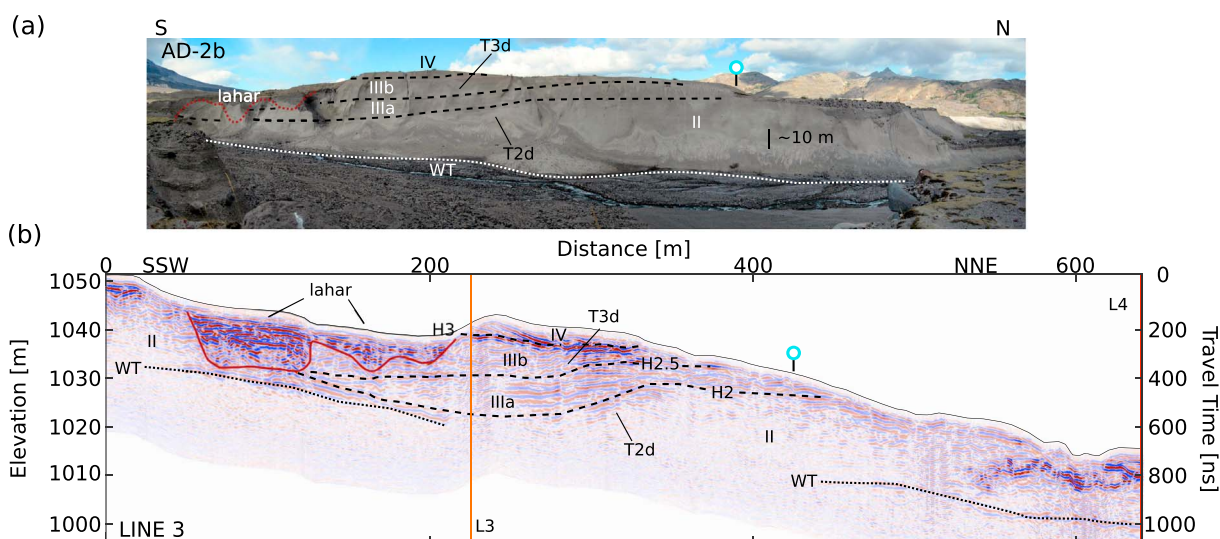 (a)
S
N
AD-2b
T3d
IV
lahar
IIIb
IIIa
II
~10 m
T2d
WT
(b)
Distance [m]
0 SSW 200 400 NNE 600 0
1050
lahar
L4
T3d
1040
H3
IV
200
II
IIIb
H2.5
WT
1030
400
IIIa
H2
Elevation [m]
Travel Time [ns]
1020
II
600
T2d
1010
WT
800
1000
LINE 3
L3
1000